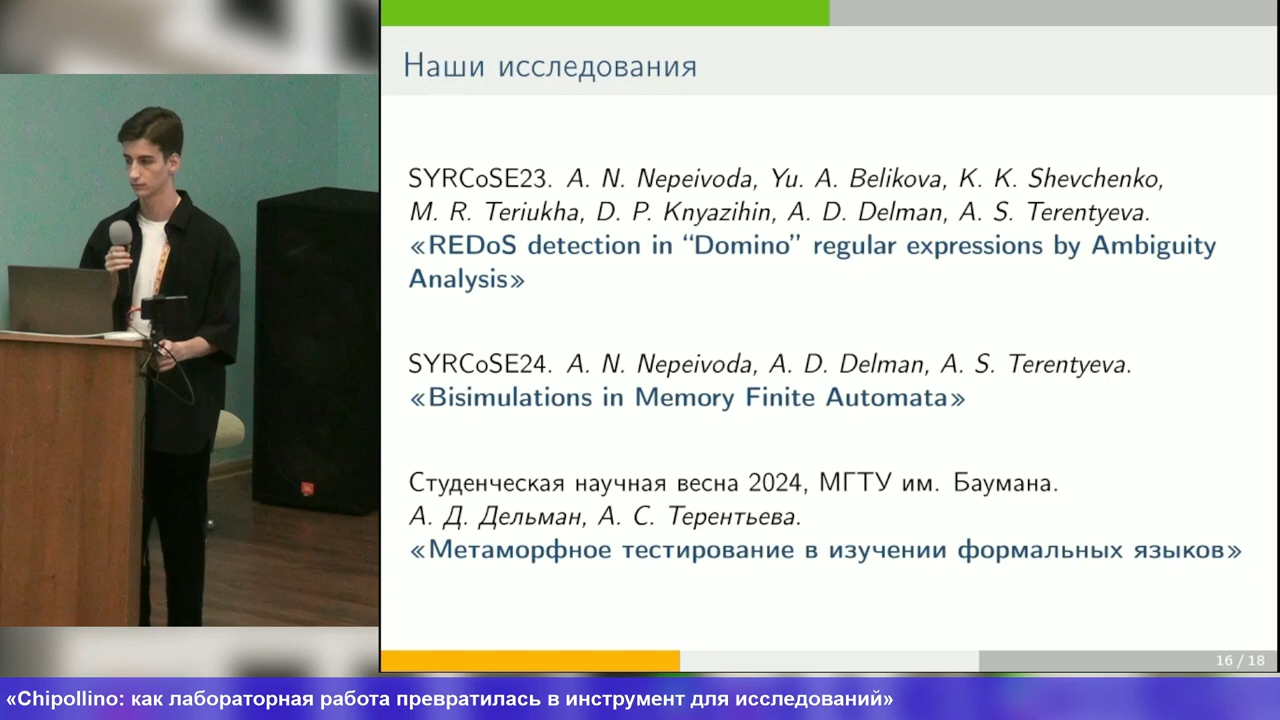 Наши исследования
SYRCoSE23. A. N. Nepeivoda, Yu. A. Belikova, K. K. Shevchenko,
M. R. Teriukha, D. P. Knyazihin, A. D. Delman, A. S. Terentyeva.
«REDoS detection in “Domino” regular expressions by Ambiguity
Analysis»
SYRCoSE24. A. N. Nepeivoda, A. D. Delman, A. S. Terentyeva.
«Bisimulations in Memory Finite Automata»
Студенческая научная весна 2024, МГТУ им. Баумана.
А. Д. Дельман, А. С. Терентьева.
«Метаморфное тестирование в изучении формальных языков»
16 / 18
«Chipollino: как лабораторная работа превратилась в инструмент для исследований»